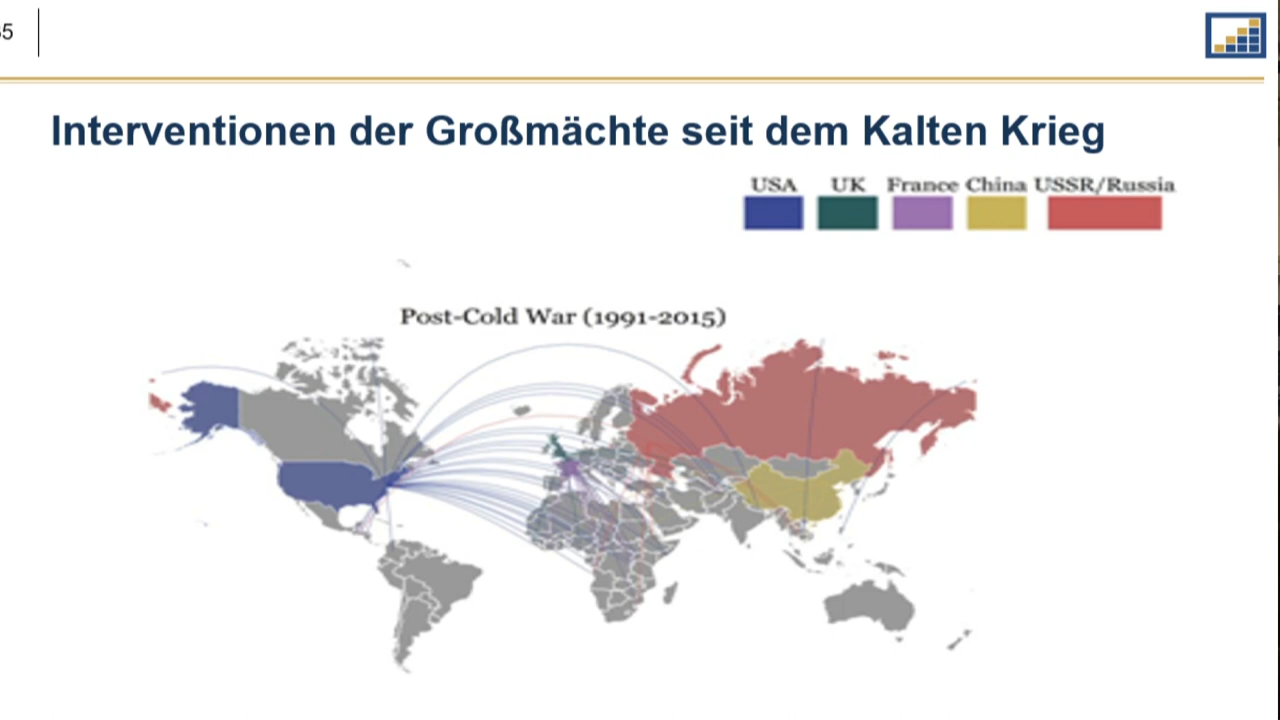 Interventionen der Großmächte seit dem Kalten Krieg
USA UK France China USSR/Russia
Post-Cold War (1991-2015)